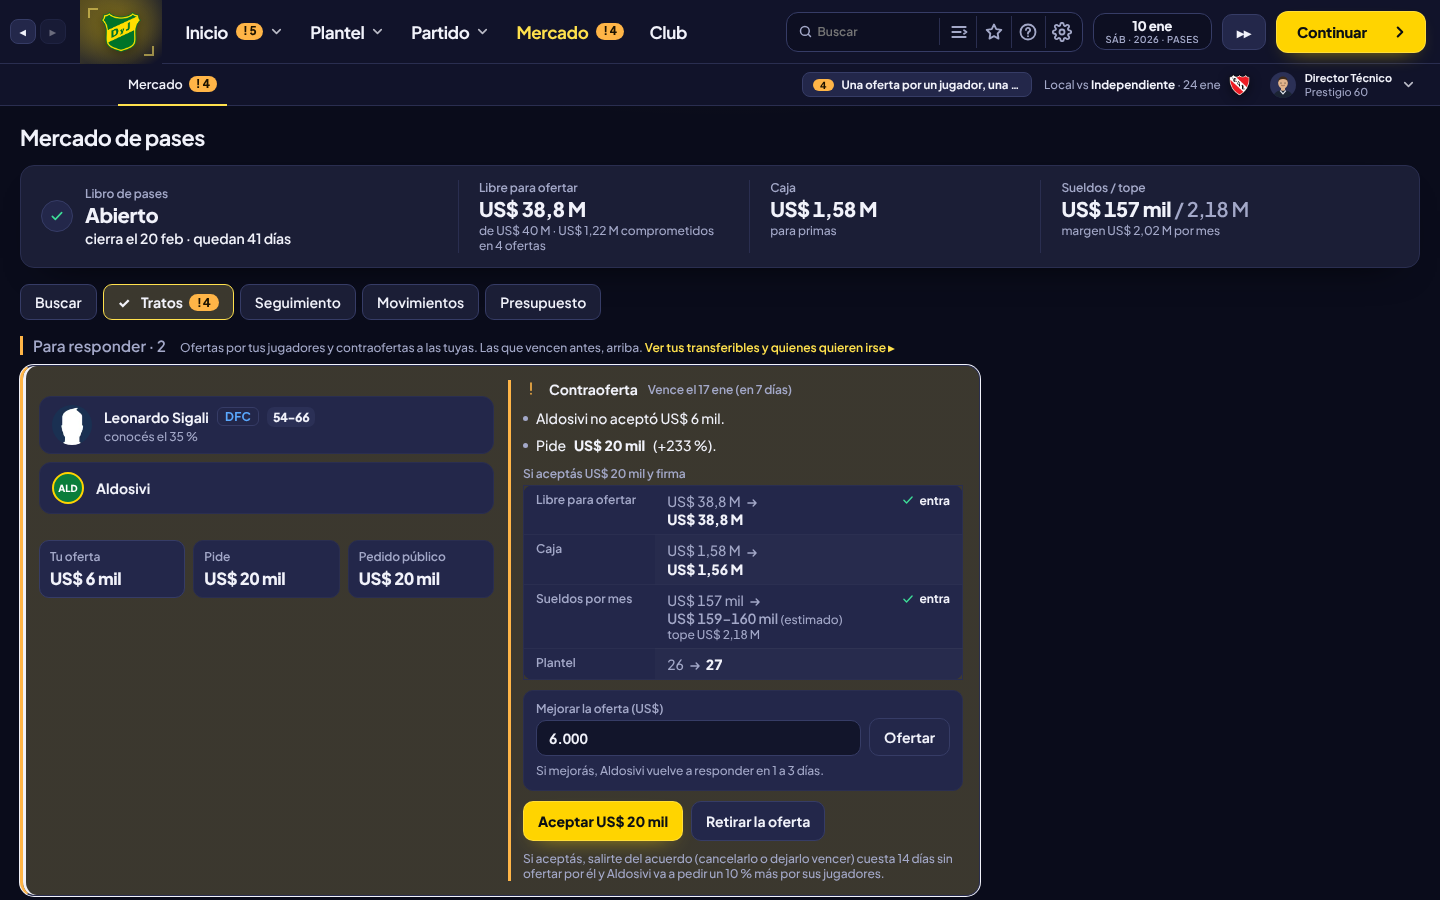 Inicio !5
Plantel
Partido
Mercado !4
Club
Buscar
10 ene
SÁB · 2026 · PASES
Continuar
Mercado !4
4 Una oferta por un jugador, una ...
Local vs Independiente · 24 ene
Director Técnico
Prestigio 60
Mercado de pases
Libro de pases
Abierto
cierra el 20 feb · quedan 41 días
Libre para ofertar
US$ 38,8 M
de US$ 40 M · US$ 1,22 M comprometidos
en 4 ofertas
Caja
US$ 1,58 M
para primas
Sueldos / tope
US$ 157 mil / 2,18 M
margen US$ 2,02 M por mes
Buscar
✓ Tratos !4
Seguimiento
Movimientos
Presupuesto
Para responder · 2
Ofertas por tus jugadores y contraofertas a las tuyas. Las que vencen antes, arriba. Ver tus transferibles y quienes quieren irse ▸
Leonardo Sigali DFC 54–66
conocés el 35 %
ALD Aldosivi
Tu oferta
US$ 6 mil
Pide
US$ 20 mil
Pedido público
US$ 20 mil
! Contraoferta Vence el 17 ene (en 7 días)
Aldosivi no aceptó US$ 6 mil.
Pide US$ 20 mil (+233 %).
Si aceptás US$ 20 mil y firma
Libre para ofertar
US$ 38,8 M →
US$ 38,8 M
✓ entra
Caja
US$ 1,58 M →
US$ 1,56 M
Sueldos por mes
US$ 157 mil →
US$ 159–160 mil (estimado)
tope US$ 2,18 M
✓ entra
Plantel
26 → 27
Mejorar la oferta (US$)
6.000
Ofertar
Si mejorás, Aldosivi vuelve a responder en 1 a 3 días.
Aceptar US$ 20 mil
Retirar la oferta
Si aceptás, salirte del acuerdo (cancelarlo o dejarlo vencer) cuesta 14 días sin
ofertar por él y Aldosivi va a pedir un 10 % más por sus jugadores.